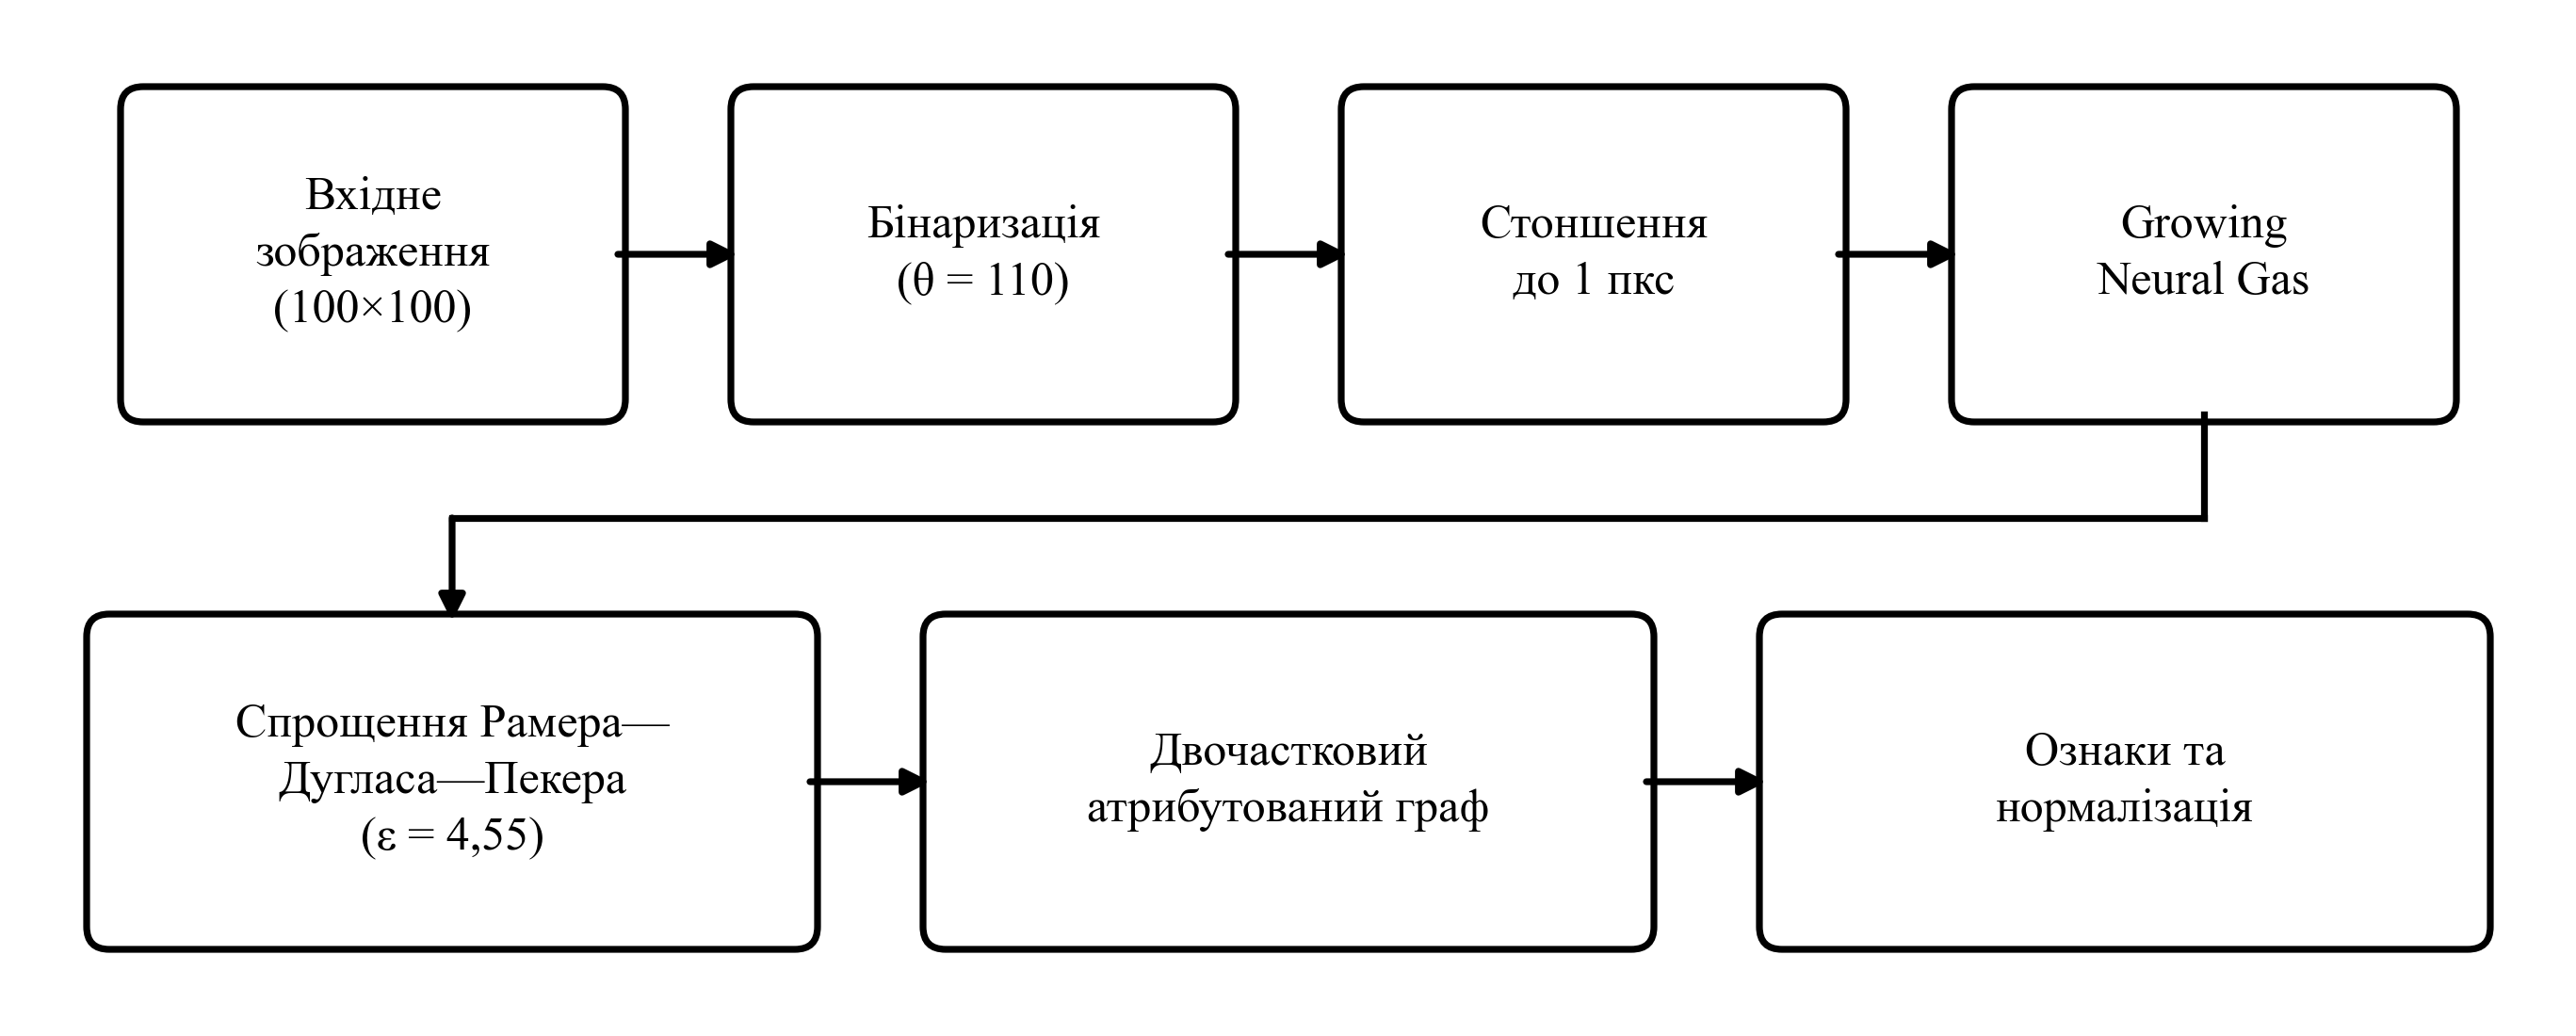 Вхідне
зображення
(100×100)
Бінаризація
(θ = 110)
Стоншення
до 1 пкс
Growing
Neural Gas
Спрощення Рамера—
Дугласа—Пекера
(ε = 4,55)
Двочастковий
атрибутований граф
Ознаки та
нормалізація